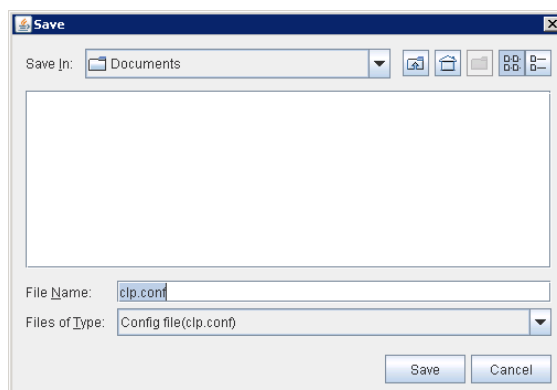 Save
Save In: Documents
File Name: clp.conf
Files of Type: Config file(clp.conf)
Save Cancel